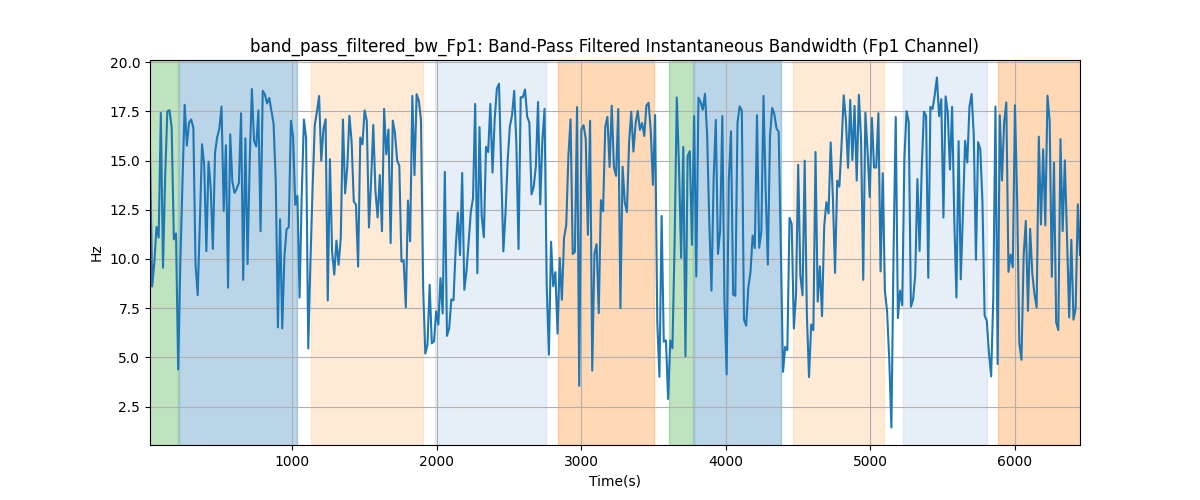 band_pass_filtered_bw_Fp1: Band-Pass Filtered Instantaneous Bandwidth (Fp1 Channel)
20.0
17.5
15.0
12.5
10.0
7.5
5.0
2.5
Hz
1000 2000 3000 4000 5000 6000
Time(s)